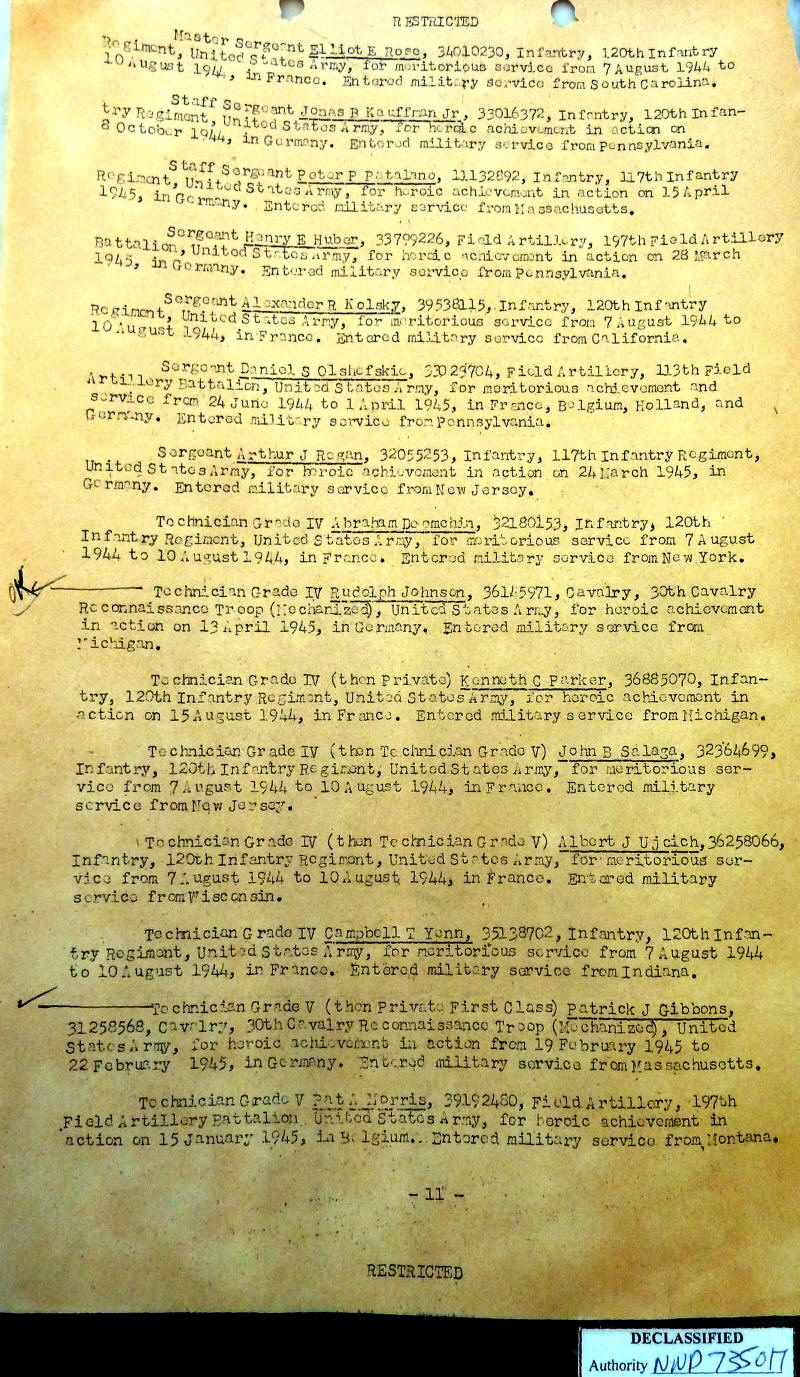 RESTRICTED
Master Sergeant Elliot E Rose, 34010230, Infantry, 120th Infantry
Regiment, United States Army, for meritorious service from 7 August 1944 to
10 August 1944, in France. Entered military service from South Carolina.
Staff Sergeant Jonas B Kauffman Jr, 33016372, Infantry, 120th Infan-
try Regiment, United States Army, for heroic achievement in action on
8 October 1944, in Germany. Entered military service from Pennsylvania.
Staff Sergeant Peter P Patalano, 11132892, Infantry, 117th Infantry
Regiment, United States Army, for heroic achievement in action on 15 April
1945, in Germany. Entered military service from Massachusetts.
Sergeant Henry E Huber, 33799226, Field Artillery, 197th Field Artillery
Battalion, United States Army, for heroic achievement in action on 28 March
1945, in Germany. Entered military service from Pennsylvania.
Sergeant Alexander R Kolsky, 39538115, Infantry, 120th Infantry
Regiment, United States Army, for meritorious service from 7 August 1944 to
10 August 1944, in France. Entered military service from California.
Sergeant Daniel S Olshefskie, Field Artillery, 113th Field
Artillery Battalion, United States Army, for meritorious achievement and
service from 24 June 1944 to 1 April 1945, in France, Belgium, Holland, and
Germany. Entered military service from Pennsylvania.
Sergeant Arthur J Regan, 32055253, Infantry, 117th Infantry Regiment,
United States Army, for heroic achievement in action on 24 March 1945, in
Germany. Entered military service from New Jersey.
Technician Grade IV Abraham 32180153, Infantry, 120th
Infantry Regiment, United States Army, for meritorious service from 7 August
1944 to 10 August 1944, in France. Entered military service from New York.
Technician Grade IV Rudolph Johnson, 36145971, Cavalry, 30th Cavalry
Reconnaissance Troop (Mechanized), United States Army, for heroic achievement
in action on 13 April 1945, in Germany. Entered military service from
Michigan.
Technician Grade IV (then Private) Kenneth C Parker, 36885070, Infan-
try, 120th Infantry Regiment, United States Army, for heroic achievement in
action on 15 August 1944, in France. Entered military service from Michigan.
Technician Grade IV (then Technician Grade V) John B Salaga, 32364699,
Infantry, 120th Infantry Regiment, United States Army, for meritorious ser-
vice from 7 August 1944 to 10 August 1944, in France. Entered military
service from New Jersey.
Technician Grade IV (then Technician Grade V) Albert J Ujcich, 36258066,
Infantry, 120th Infantry Regiment, United States Army, for meritorious ser-
vice from 7 August 1944 to 10 August 1944, in France. Entered military
service from Wisconsin.
Technician Grade IV Campbell T Yenn, 35138702, Infantry, 120th Infan-
try Regiment, United States Army, for meritorious service from 7 August 1944
to 10 August 1944, in France. Entered military service from Indiana.
Technician Grade V (then Private First Class) Patrick J Gibbons,
31258568, Cavalry, 30th Cavalry Reconnaissance Troop (Mechanized), United
States Army, for heroic achievement in action from 19 February 1945 to
22 February 1945, in Germany. Entered military service from Massachusetts.
Technician Grade V Pat A Morris, 39192480, Field Artillery, 197th
Field Artillery Battalion, United States Army, for heroic achievement in
action on 15 January 1945, in Belgium. Entered military service from Montana.
- 11 -
RESTRICTED
DECLASSIFIED
Authority NND 735017